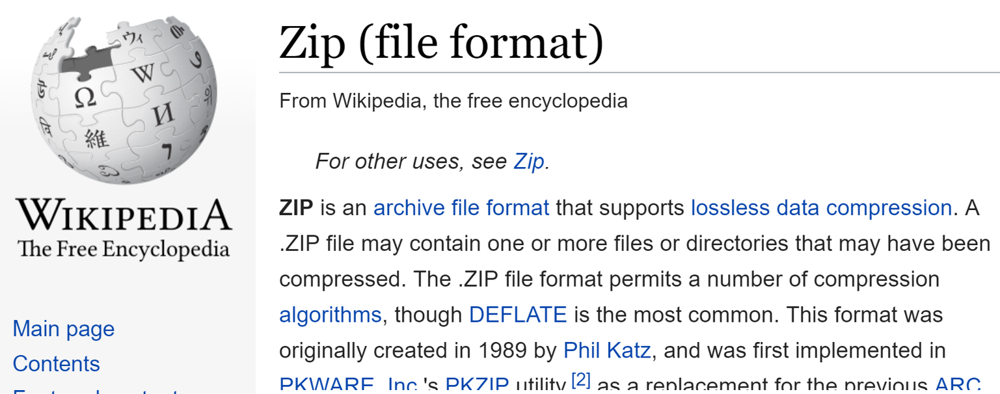 Ω
W
И
維
WIKIPEDIA
The Free Encyclopedia
Main page
Contents
Zip (file format)
From Wikipedia, the free encyclopedia
For other uses, see Zip.
ZIP is an archive file format that supports lossless data compression. A
.ZIP file may contain one or more files or directories that may have been
compressed. The .ZIP file format permits a number of compression
algorithms, though DEFLATE is the most common. This format was
originally created in 1989 by Phil Katz, and was first implemented in
PKWARE, Inc.'s PKZIP utility,[2] as a replacement for the previous ARC